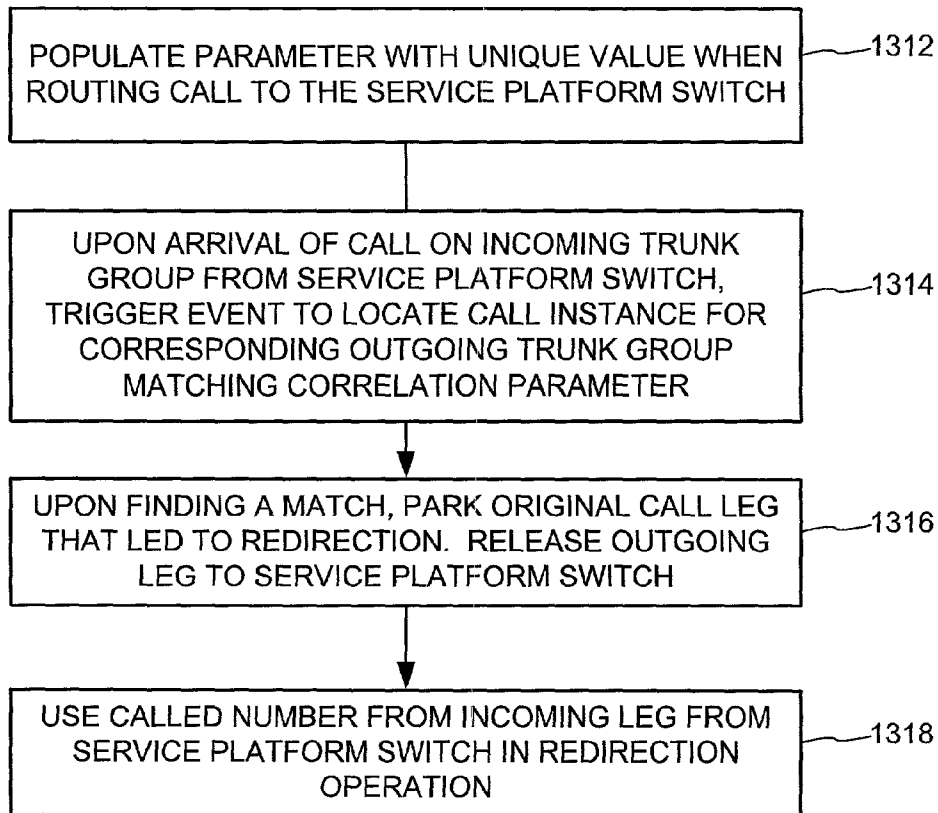 POPULATE PARAMETER WITH UNIQUE VALUE WHEN
ROUTING CALL TO THE SERVICE PLATFORM SWITCH
1312
UPON ARRIVAL OF CALL ON INCOMING TRUNK
GROUP FROM SERVICE PLATFORM SWITCH,
TRIGGER EVENT TO LOCATE CALL INSTANCE FOR
CORRESPONDING OUTGOING TRUNK GROUP
MATCHING CORRELATION PARAMETER
1314
UPON FINDING A MATCH, PARK ORIGINAL CALL LEG
THAT LED TO REDIRECTION. RELEASE OUTGOING
LEG TO SERVICE PLATFORM SWITCH
1316
USE CALLED NUMBER FROM INCOMING LEG FROM
SERVICE PLATFORM SWITCH IN REDIRECTION
OPERATION
1318